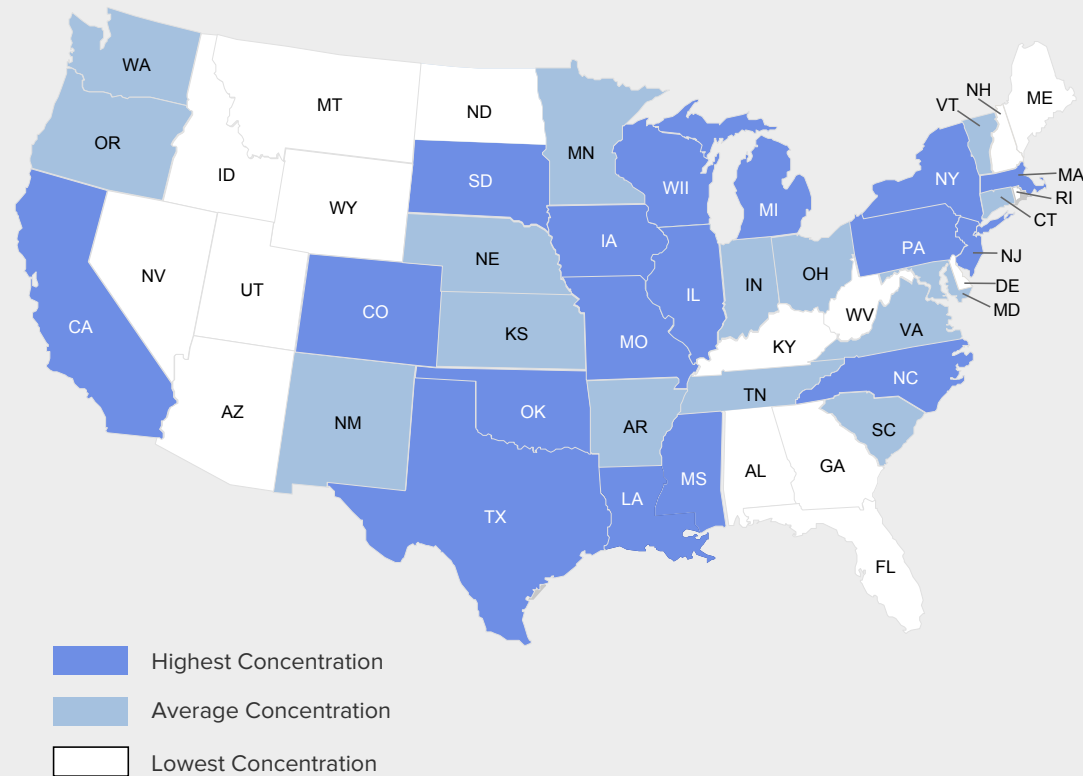 WA
MT
ND
OR
ID
WY
SD
MN
WII
MI
NY
VT
NH
ME
MA
RI
CT
NJ
DE
MD
PA
NV
UT
CO
NE
IA
IL
IN
OH
WV
VA
CA
KS
MO
KY
NC
AZ
NM
OK
AR
TN
SC
TX
LA
MS
AL
GA
FL
Highest Concentration
Average Concentration
Lowest Concentration